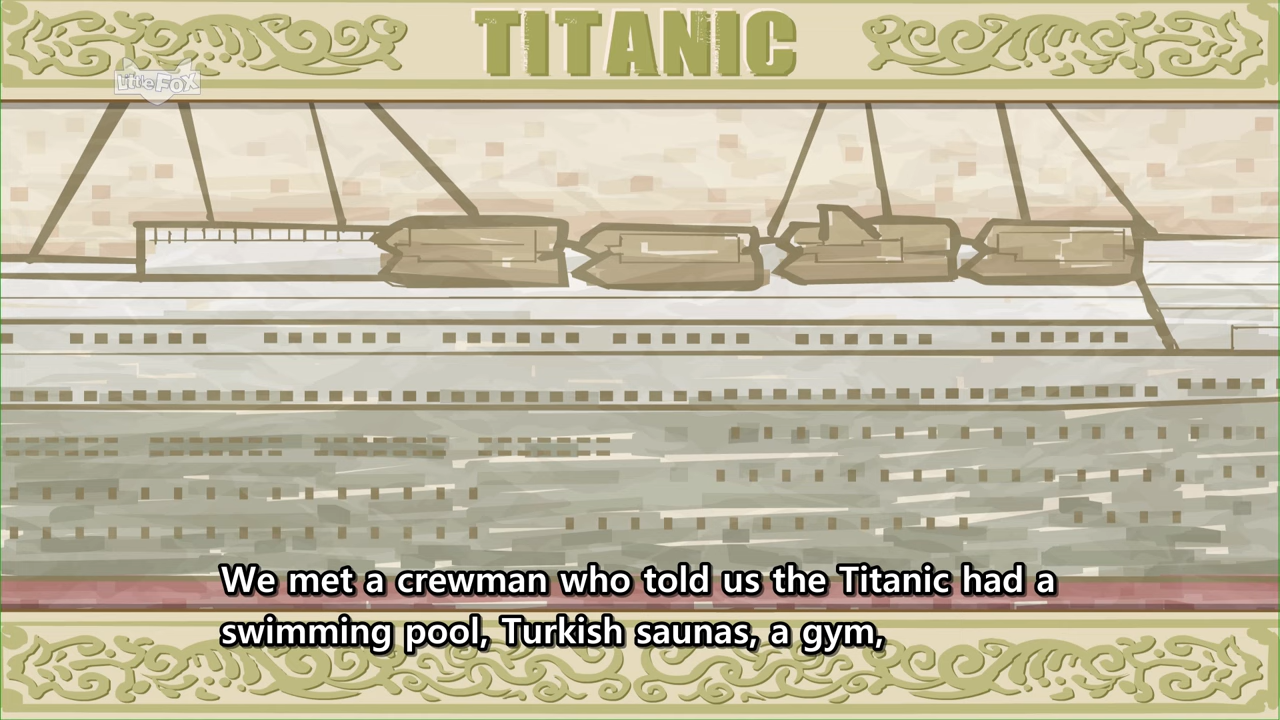 TITANIC
Little FOX
We met a crewman who told us the Titanic had a
swimming pool, Turkish saunas, a gym,